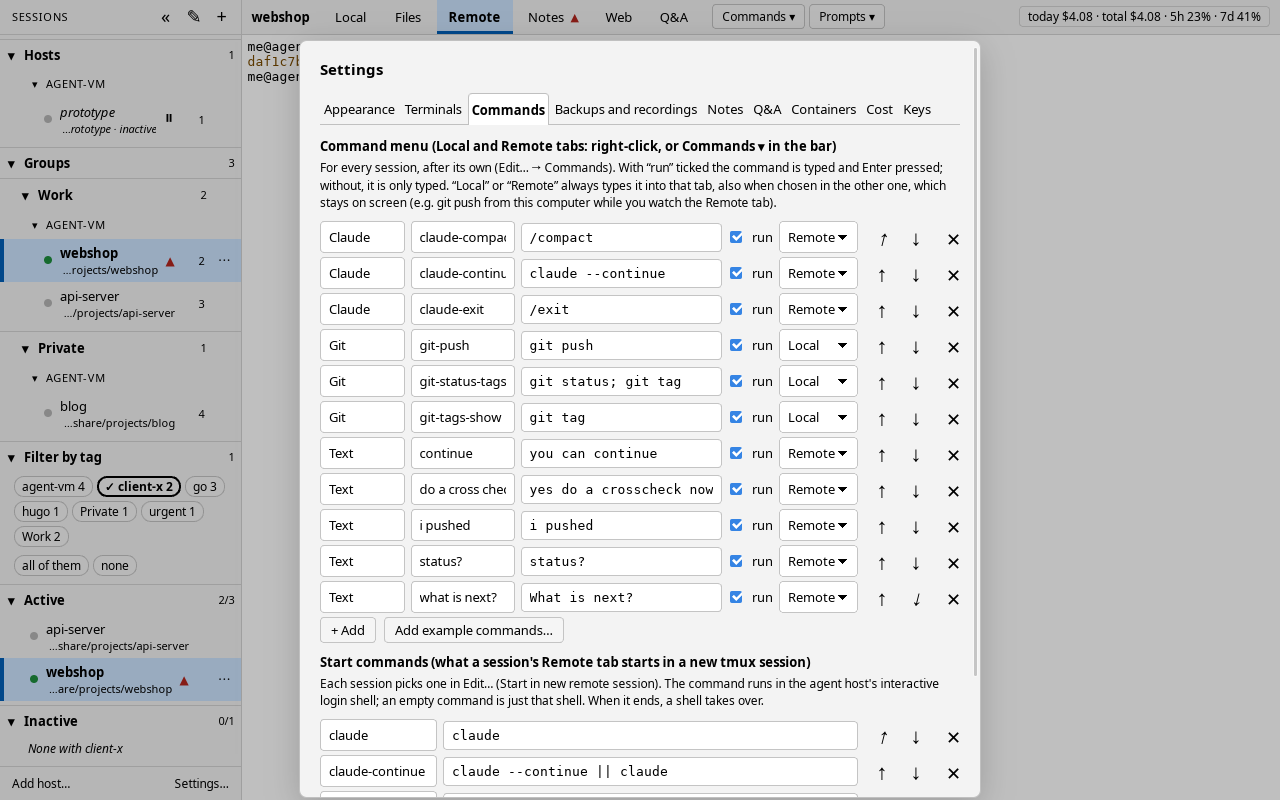 SESSIONS « ✎ +
webshop Local Files Remote Notes ▲ Web Q&A Commands ▾ Prompts ▾ today $4.08 · total $4.08 · 5h 23% · 7d 41%
▾ Hosts 1
▾ AGENT-VM
prototype 1
...rototype · inactive
▾ Groups 3
▾ Work 2
▾ AGENT-VM
webshop ▲ 2 ...
...rojects/webshop
api-server 3
.../projects/api-server
▾ Private 1
▾ AGENT-VM
blog 4
...share/projects/blog
▾ Filter by tag 1
agent-vm 4 ✓ client-x 2 go 3
hugo 1 Private 1 urgent 1
Work 2
all of them none
▾ Active 2/3
api-server
...share/projects/api-server
webshop ▲ ...
...are/projects/webshop
▾ Inactive 0/1
None with client-x
Add host... Settings...
me@agen
daf1c7b
me@agen
Settings
Appearance Terminals Commands Backups and recordings Notes Q&A Containers Cost Keys
Command menu (Local and Remote tabs: right-click, or Commands ▾ in the bar)
For every session, after its own (Edit... → Commands). With “run” ticked the command is typed and Enter pressed;
without, it is only typed. “Local” or “Remote” always types it into that tab, also when chosen in the other one, which
stays on screen (e.g. git push from this computer while you watch the Remote tab).
Claude claude-compac /compact run Remote ↑ ↓ ✕
Claude claude-continu claude --continue run Remote ↑ ↓ ✕
Claude claude-exit /exit run Remote ↑ ↓ ✕
Git git-push git push run Local ↑ ↓ ✕
Git git-status-tags git status; git tag run Local ↑ ↓ ✕
Git git-tags-show git tag run Local ↑ ↓ ✕
Text continue you can continue run Remote ↑ ↓ ✕
Text do a cross chec yes do a crosscheck now run Remote ↑ ↓ ✕
Text i pushed i pushed run Remote ↑ ↓ ✕
Text status? status? run Remote ↑ ↓ ✕
Text what is next? What is next? run Remote ↑ ↓ ✕
+ Add Add example commands...
Start commands (what a session's Remote tab starts in a new tmux session)
Each session picks one in Edit... (Start in new remote session). The command runs in the agent host's interactive
login shell; an empty command is just that shell. When it ends, a shell takes over.
claude claude ↑ ↓ ✕
claude-continue claude --continue || claude ↑ ↓ ✕